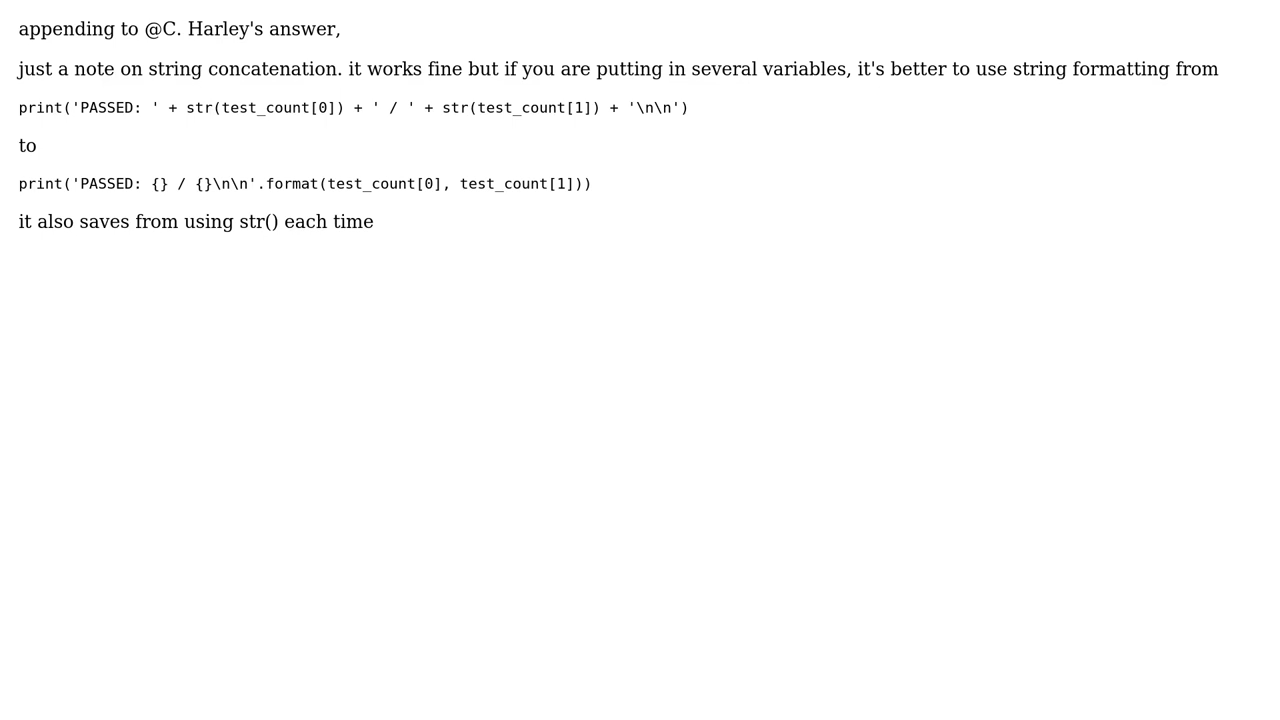 appending to @C. Harley's answer,
just a note on string concatenation. it works fine but if you are putting in several variables, it's better to use string formatting from
print('PASSED: ' + str(test_count[0]) + ' / ' + str(test_count[1]) + '\n\n')
to
print('PASSED: {} / {}\n\n'.format(test_count[0], test_count[1]))
it also saves from using str() each time